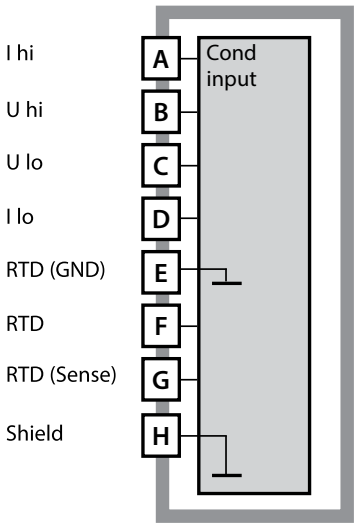 I hi
A
Cond
input
U hi
B
U lo
C
I lo
D
RTD (GND)
E
RTD
F
RTD (Sense)
G
Shield
H